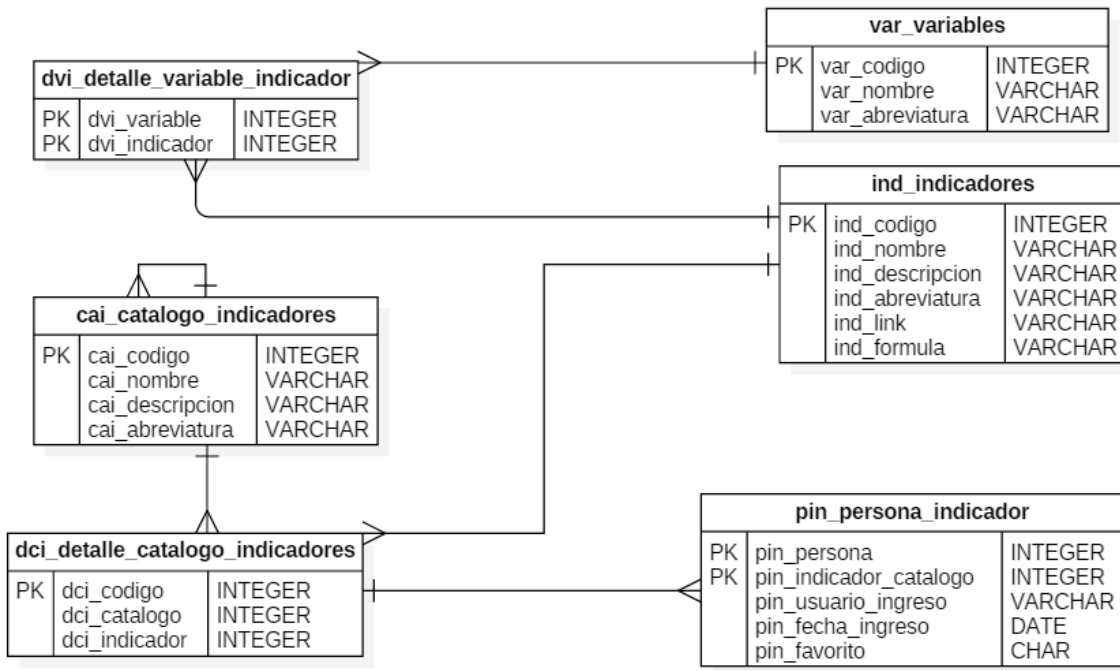 var_variables
PK var_codigo INTEGER
var_nombre VARCHAR
var_abreviatura VARCHAR
dvi_detalle_variable_indicador
PK dvi_variable INTEGER
PK dvi_indicador INTEGER
ind_indicadores
PK ind_codigo INTEGER
ind_nombre VARCHAR
ind_descripcion VARCHAR
ind_abreviatura VARCHAR
ind_link VARCHAR
ind_formula VARCHAR
cai_catalogo_indicadores
PK cai_codigo INTEGER
cai_nombre VARCHAR
cai_descripcion VARCHAR
cai_abreviatura VARCHAR
dci_detalle_catalogo_indicadores
PK dci_codigo INTEGER
dci_catalogo INTEGER
dci_indicador INTEGER
pin_persona_indicador
PK pin_persona INTEGER
PK pin_indicador_catalogo INTEGER
pin_usuario_ingreso VARCHAR
pin_fecha_ingreso DATE
pin_favorito CHAR